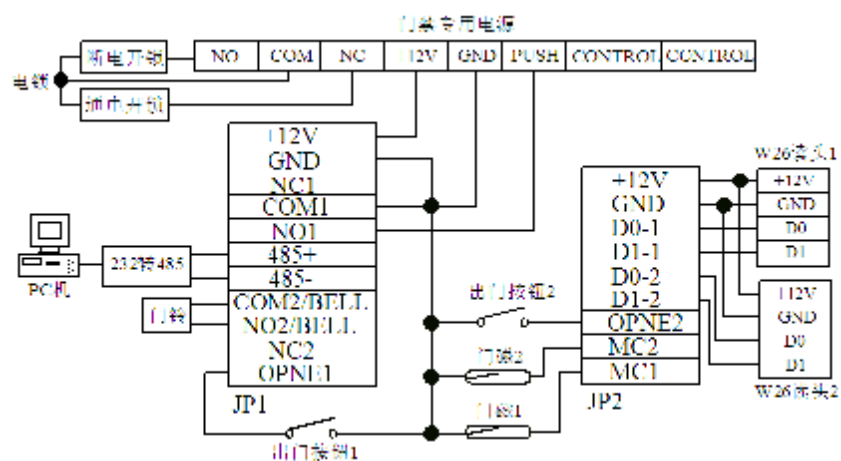 门禁专用电源
断电开锁
NO COM NC +12V GND PUSH CONTROL CONTROL
电锁
通电开锁
+12V
GND
NC1
COM1
NO1
485+
485-
COM2/BELL
NO2/BELL
NC2
OPNE1
JP1
PC机
232转485
门铃
出门按钮1
出门按钮2
门磁2
门磁1
+12V
GND
D0-1
D1-1
D0-2
D1-2
OPNE2
MC2
MC1
JP2
W26读头1
+12V
GND
D0
D1
+12V
GND
D0
D1
W26读头2